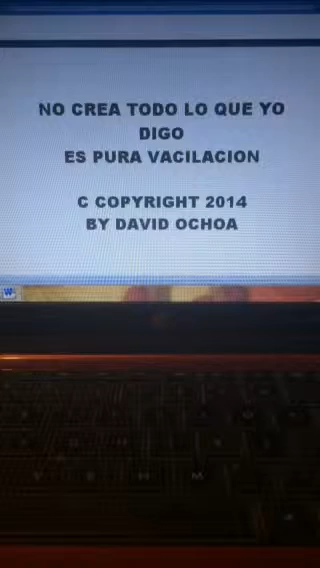 NO CREA TODO LO QUE YO
DIGO
ES PURA VACILACION
C COPYRIGHT 2014
BY DAVID OCHOA